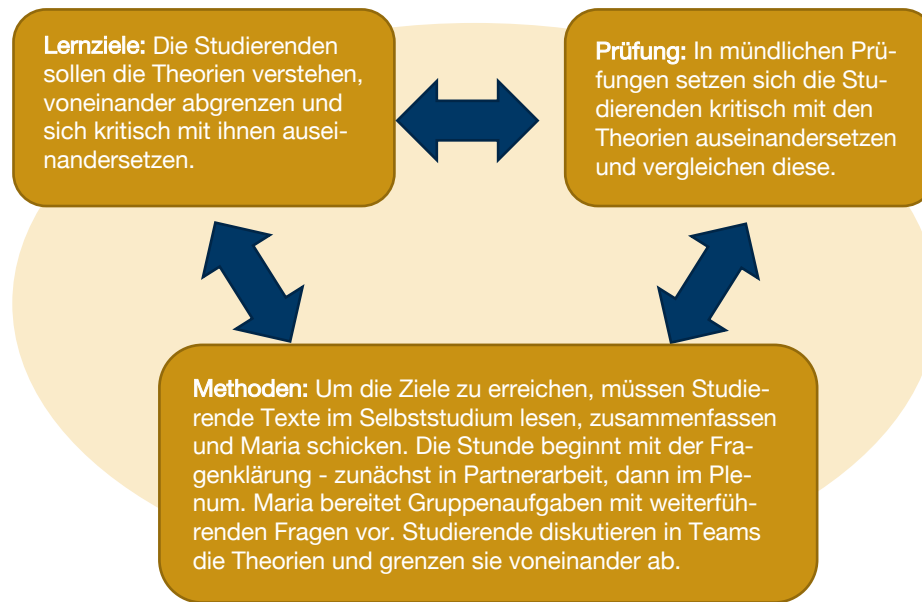 Lernziele: Die Studierenden
sollen die Theorien verstehen,
voneinander abgrenzen und
sich kritisch mit ihnen ausei-
nandersetzen.
Prüfung: In mündlichen Prü-
fungen setzen sich die Stu-
dierenden kritisch mit den
Theorien auseinandersetzen
und vergleichen diese.
Methoden: Um die Ziele zu erreichen, müssen Studie-
rende Texte im Selbststudium lesen, zusammenfassen
und Maria schicken. Die Stunde beginnt mit der Fra-
genklärung - zunächst in Partnerarbeit, dann im Ple-
num. Maria bereitet Gruppenaufgaben mit weiterfüh-
renden Fragen vor. Studierende diskutieren in Teams
die Theorien und grenzen sie voneinander ab.